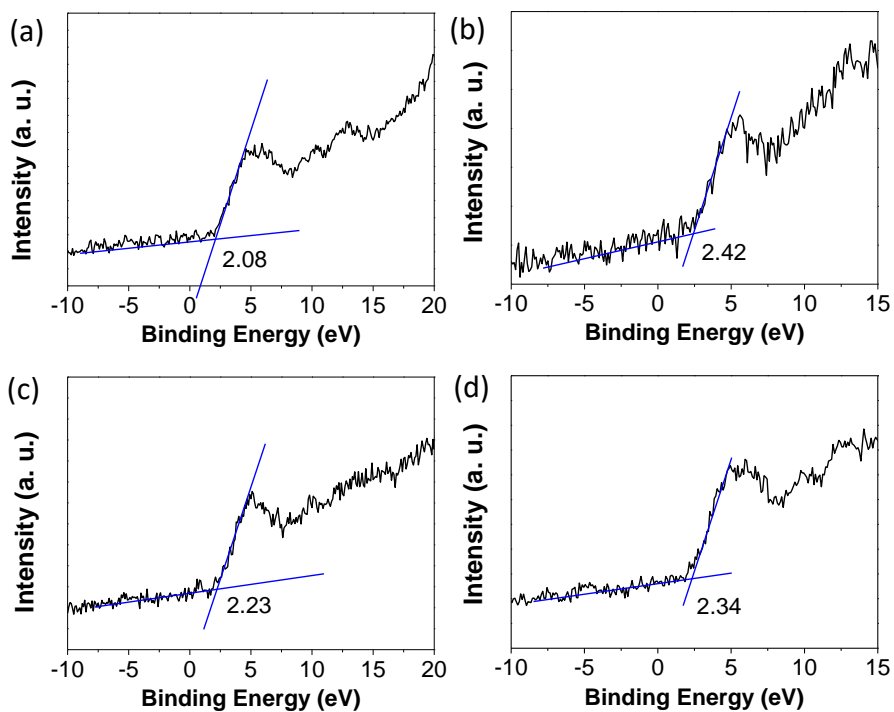 (a)
Intensity (a. u.)
2.08
-10 -5 0 5 10 15 20
Binding Energy (eV)
(b)
Intensity (a. u.)
2.42
-10 -5 0 5 10 15
Binding Energy (eV)
(c)
Intensity (a. u.)
2.23
-10 -5 0 5 10 15 20
Binding Energy (eV)
(d)
Intensity (a. u.)
2.34
-10 -5 0 5 10 15
Binding Energy (eV)